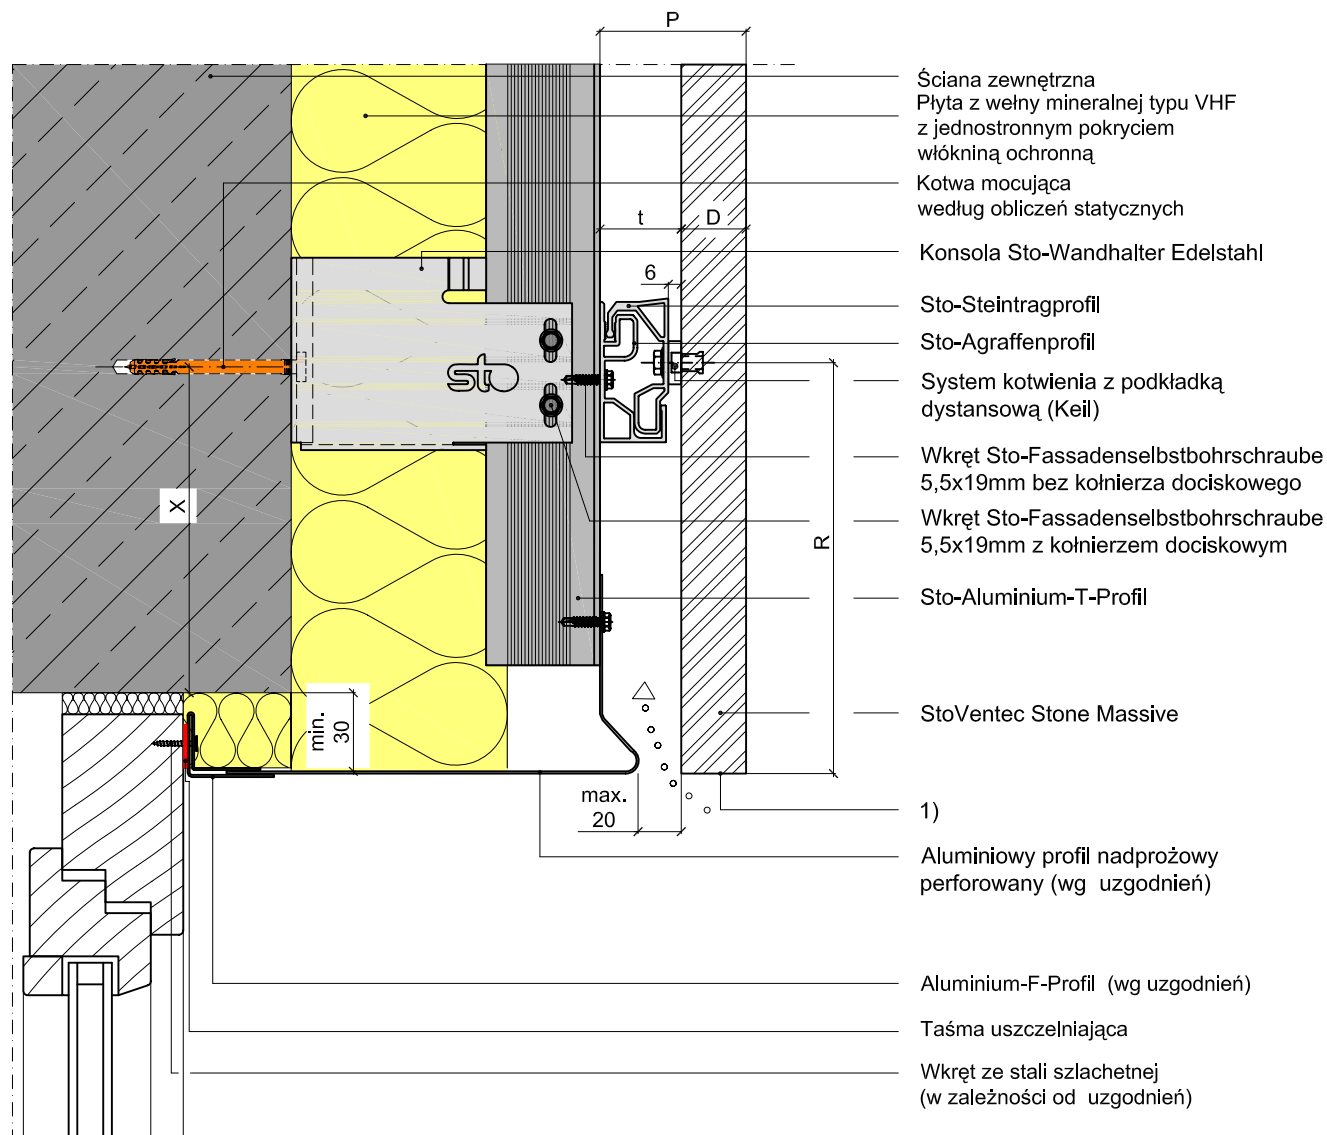 P
Ściana zewnętrzna
Płyta z wełny mineralnej typu VHF
z jednostronnym pokryciem
włókniną ochronną
Kotwa mocująca
według obliczeń statycznych
t
D
Konsola Sto-Wandhalter Edelstahl
6
Sto-Steintragprofil
Sto-Agraffenprofil
sto
System kotwienia z podkładką
dystansową (Keil)
Wkręt Sto-Fassadenselbstbohrschraube
5,5x19mm bez kołnierza dociskowego
X
Wkręt Sto-Fassadenselbstbohrschraube
5,5x19mm z kołnierzem dociskowym
R
Sto-Aluminium-T-Profil
min.
30
StoVentec Stone Massive
max.
20
1)
Aluminiowy profil nadprożowy
perforowany (wg uzgodnień)
Aluminium-F-Profil (wg uzgodnień)
Taśma uszczelniająca
Wkręt ze stali szlachetnej
(w zależności od uzgodnień)